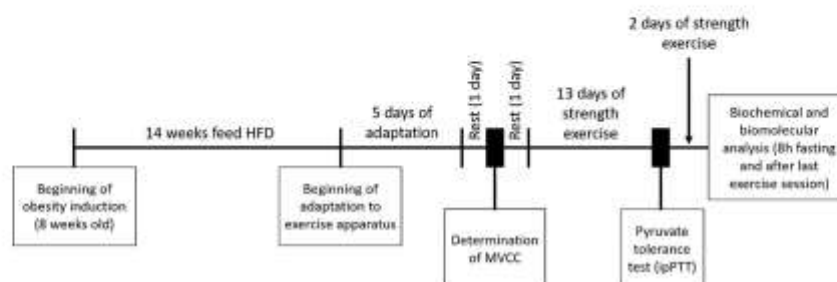 2 days of strength
exercise
Rest (1 day)
Rest (1 day)
14 weeks feed HFD
5 days of
adaptation
13 days of
strength
exercise
Beginning of
obesity induction
(8 weeks old)
Beginning of
adaptation to
exercise apparatus
Determination
of MVCC
Pyruvate
tolerance
test (ipPTT)
Biochemical and
biomolecular
analysis (8h fasting
and after last
exercise session)